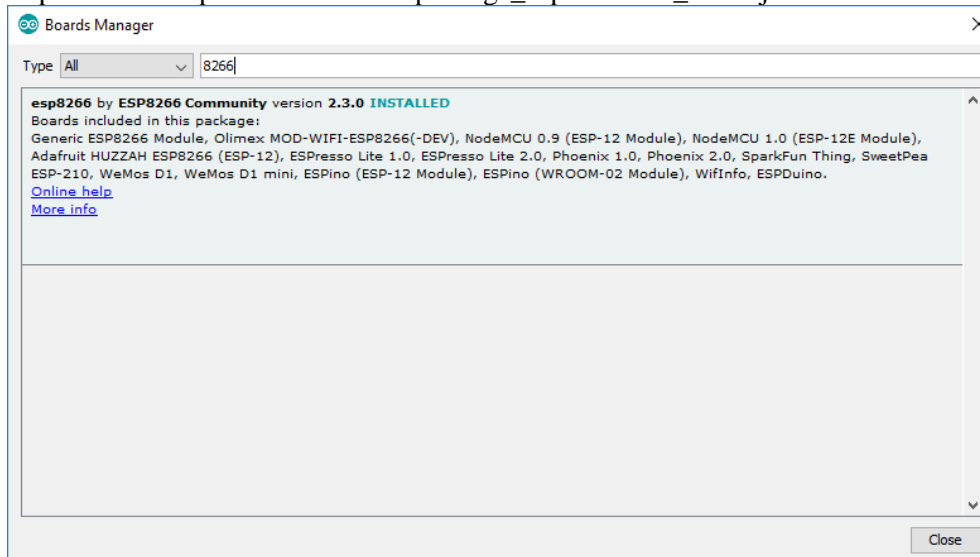 Boards Manager
Type All 8266
esp8266 by ESP8266 Community version 2.3.0 INSTALLED
Boards included in this package:
Generic ESP8266 Module, Olimex MOD-WIFI-ESP8266(-DEV), NodeMCU 0.9 (ESP-12 Module), NodeMCU 1.0 (ESP-12E Module),
Adafruit HUZZAH ESP8266 (ESP-12), ESPresso Lite 1.0, ESPresso Lite 2.0, Phoenix 1.0, Phoenix 2.0, SparkFun Thing, SweetPea
ESP-210, WeMos D1, WeMos D1 mini, ESPino (ESP-12 Module), ESPino (WROOM-02 Module), WifInfo, ESPDuino.
Online help
More info
Close